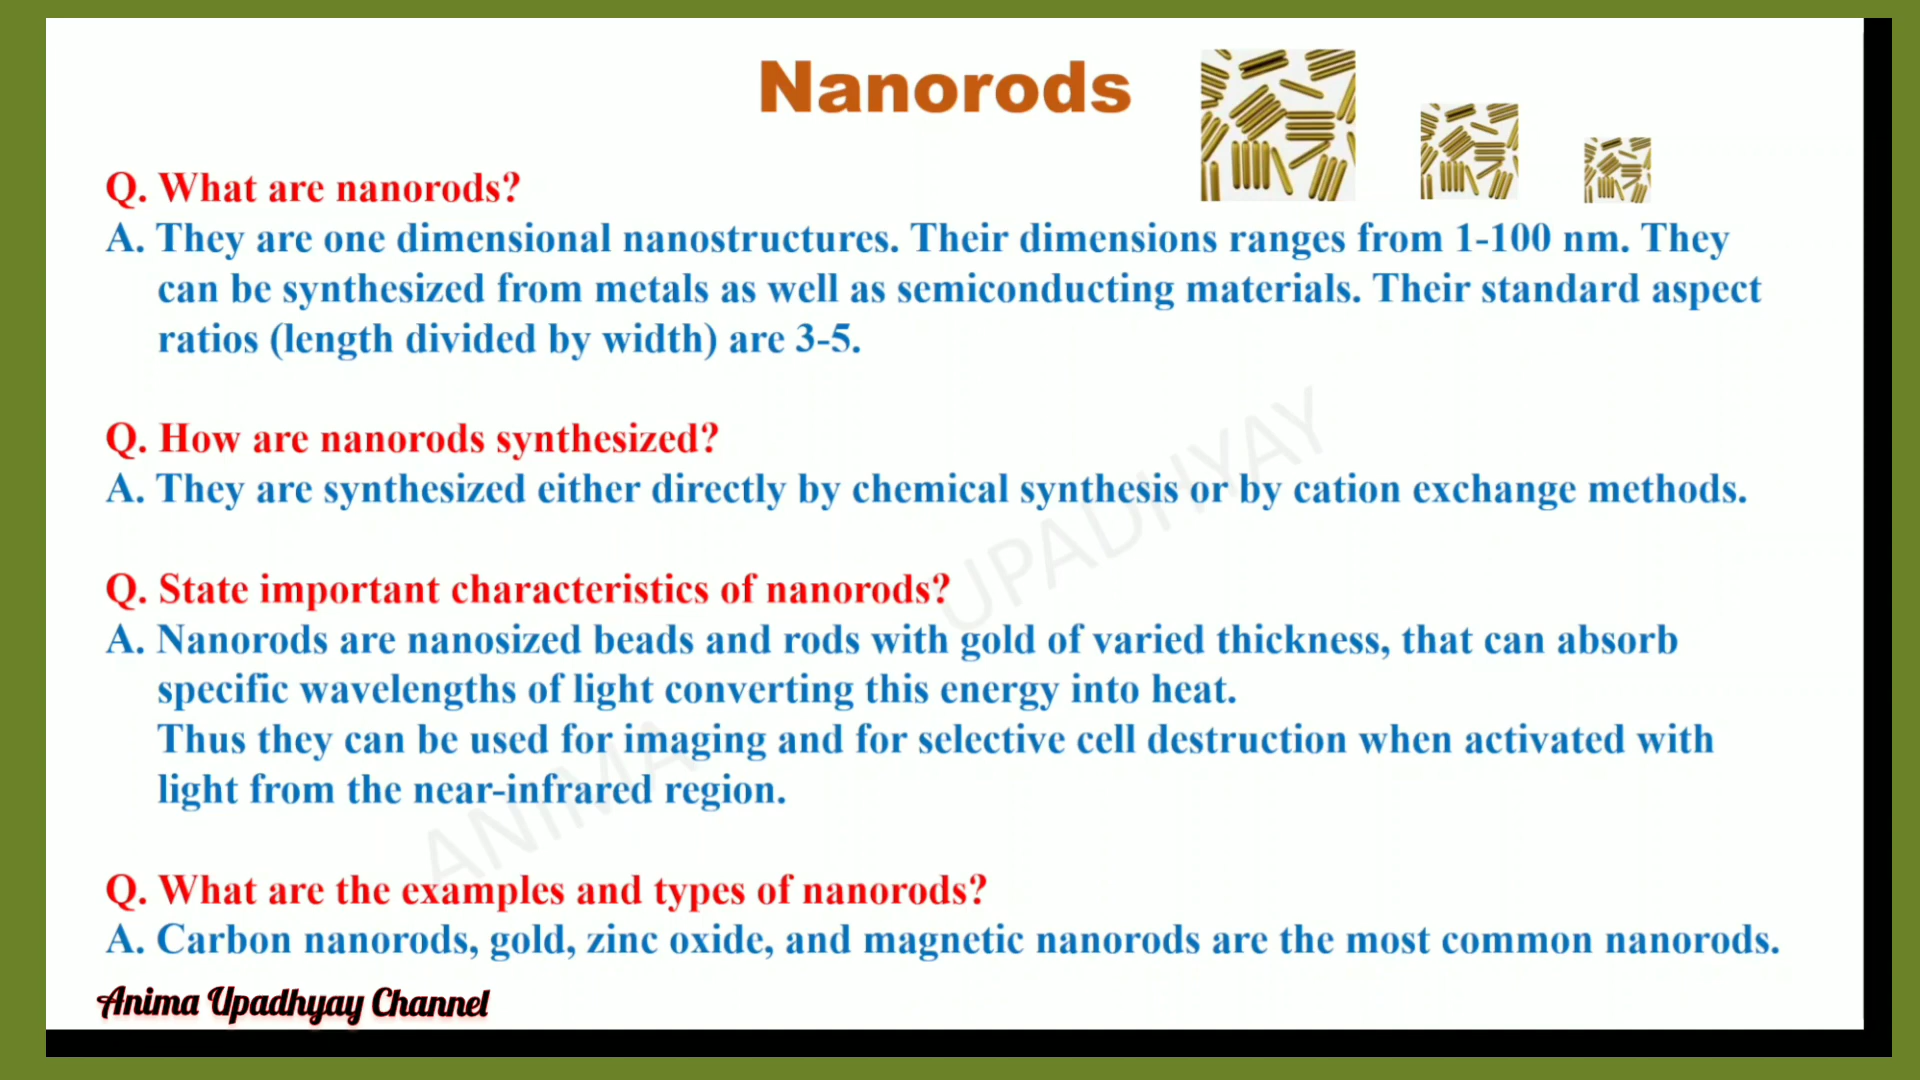 Nanorods
Q. What are nanorods?
A. They are one dimensional nanostructures. Their dimensions ranges from 1-100 nm. They
can be synthesized from metals as well as semiconducting materials. Their standard aspect
ratios (length divided by width) are 3-5.
Q. How are nanorods synthesized?
A. They are synthesized either directly by chemical synthesis or by cation exchange methods.
Q. State important characteristics of nanorods?
A. Nanorods are nanosized beads and rods with gold of varied thickness, that can absorb
specific wavelengths of light converting this energy into heat.
Thus they can be used for imaging and for selective cell destruction when activated with
light from the near-infrared region.
Q. What are the examples and types of nanorods?
A. Carbon nanorods, gold, zinc oxide, and magnetic nanorods are the most common nanorods.
ANIMA UPADHYAY
Anima Upadhyay Channel